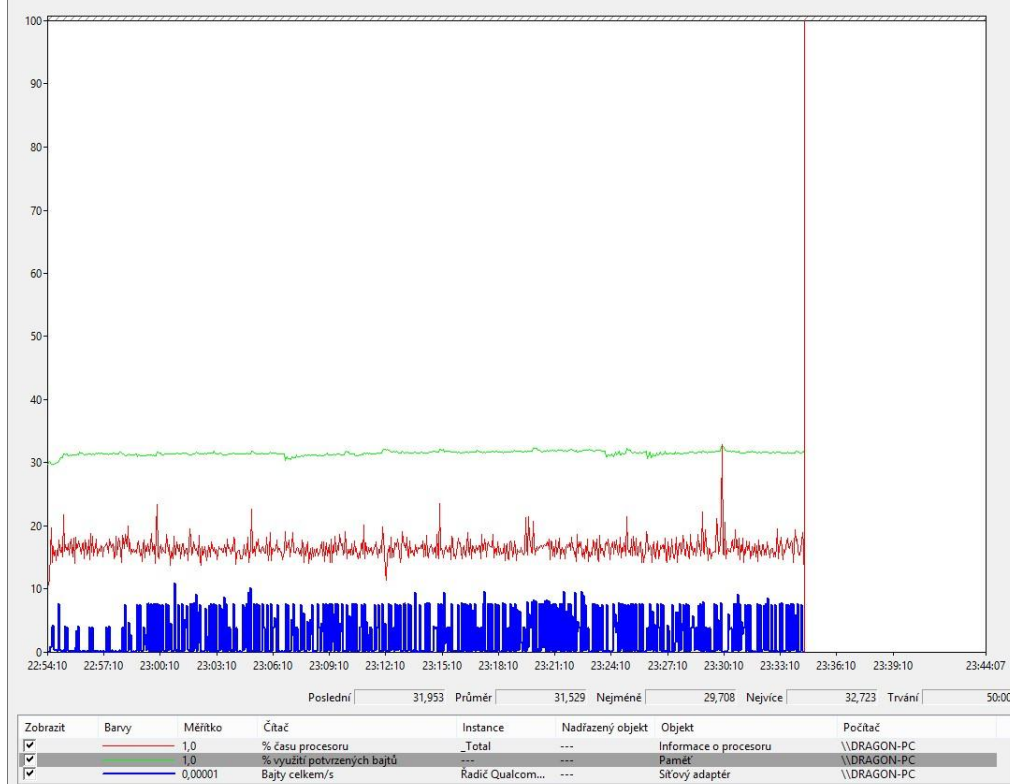 100
90
80
70
60
50
40
30
20
10
0
22:54:10 22:57:10 23:00:10 23:03:10 23:06:10 23:09:10 23:12:10 23:15:10 23:18:10 23:21:10 23:24:10 23:27:10 23:30:10 23:33:10 23:36:10 23:39:10 23:44:07
Poslední 31,953 Průměr 31,529 Nejméně 29,708 Nejvíce 32,723 Trvání 50:00
Zobrazit Barvy Měřítko Čítač Instance Nadřazený objekt Objekt Počítač
1,0 % času procesoru _Total --- Informace o procesoru \\DRAGON-PC
1,0 % využití potvrzených bajtů --- --- Paměť \\DRAGON-PC
0,00001 Bajty celkem/s Řadič Qualcom... --- Síťový adaptér \\DRAGON-PC